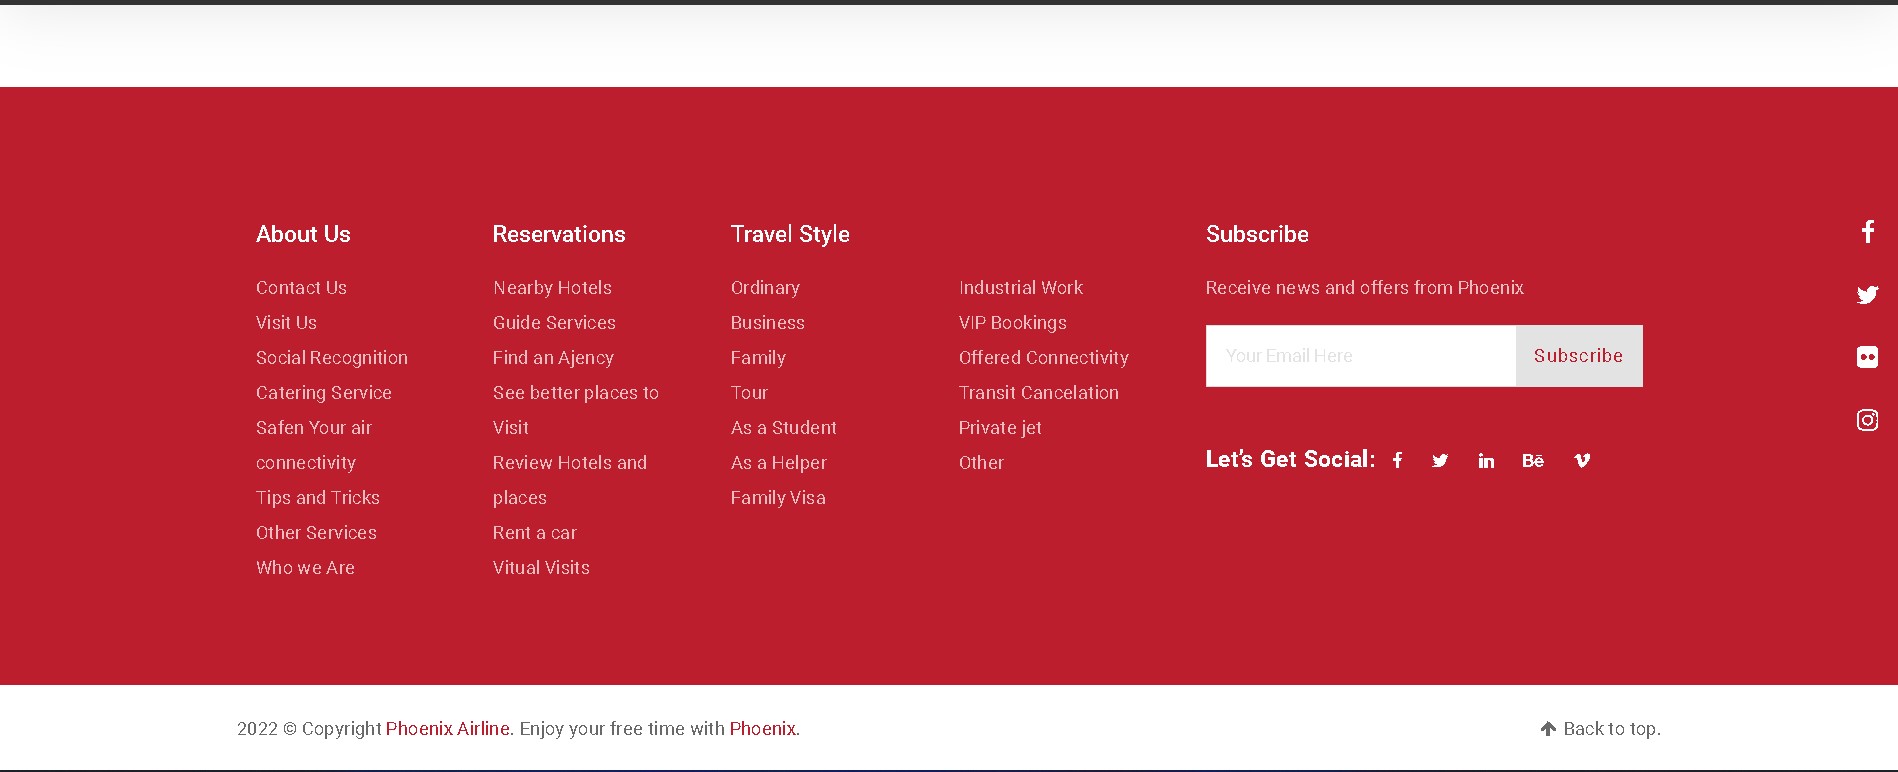 About Us
Contact Us
Visit Us
Social Recognition
Catering Service
Safen Your air
connectivity
Tips and Tricks
Other Services
Who we Are
Reservations
Nearby Hotels
Guide Services
Find an Ajency
See better places to
Visit
Review Hotels and
places
Rent a car
Vitual Visits
Travel Style
Ordinary
Business
Family
Tour
As a Student
As a Helper
Family Visa
Industrial Work
VIP Bookings
Offered Connectivity
Transit Cancelation
Private jet
Other
Subscribe
Receive news and offers from Phoenix
Your Email Here
Subscribe
Let's Get Social:
2022 © Copyright Phoenix Airline. Enjoy your free time with Phoenix.
Back to top.